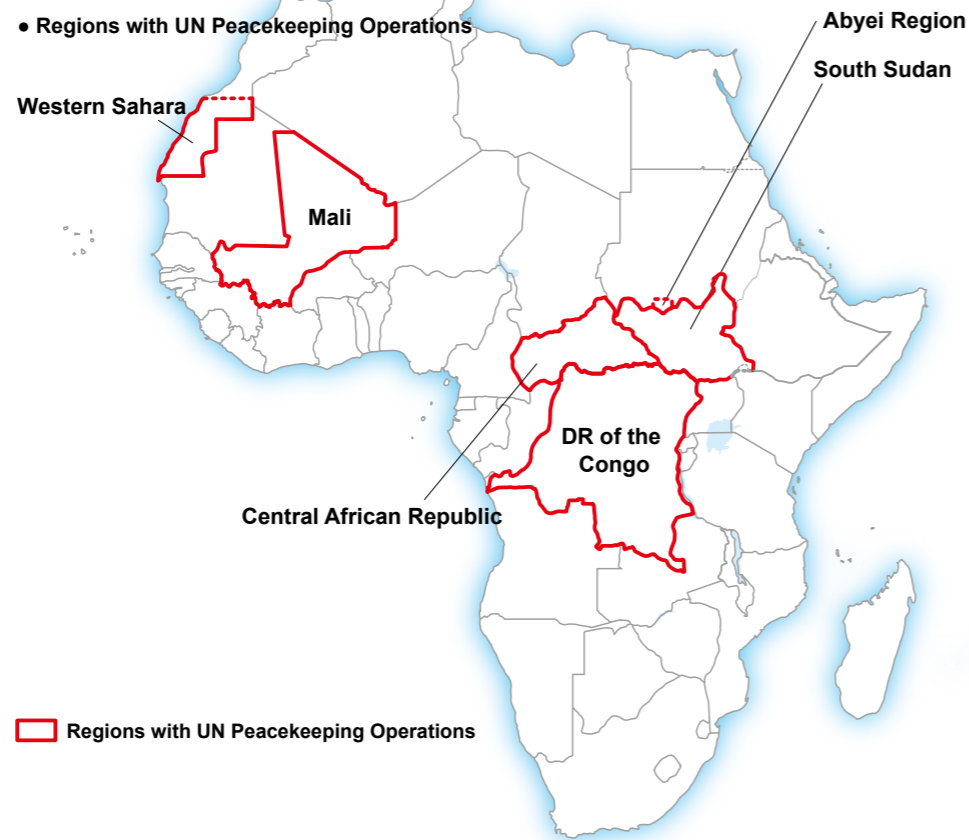 ● Regions with UN Peacekeeping Operations
Abyei Region
South Sudan
Western Sahara
Mali
DR of the
Congo
Central African Republic
Regions with UN Peacekeeping Operations